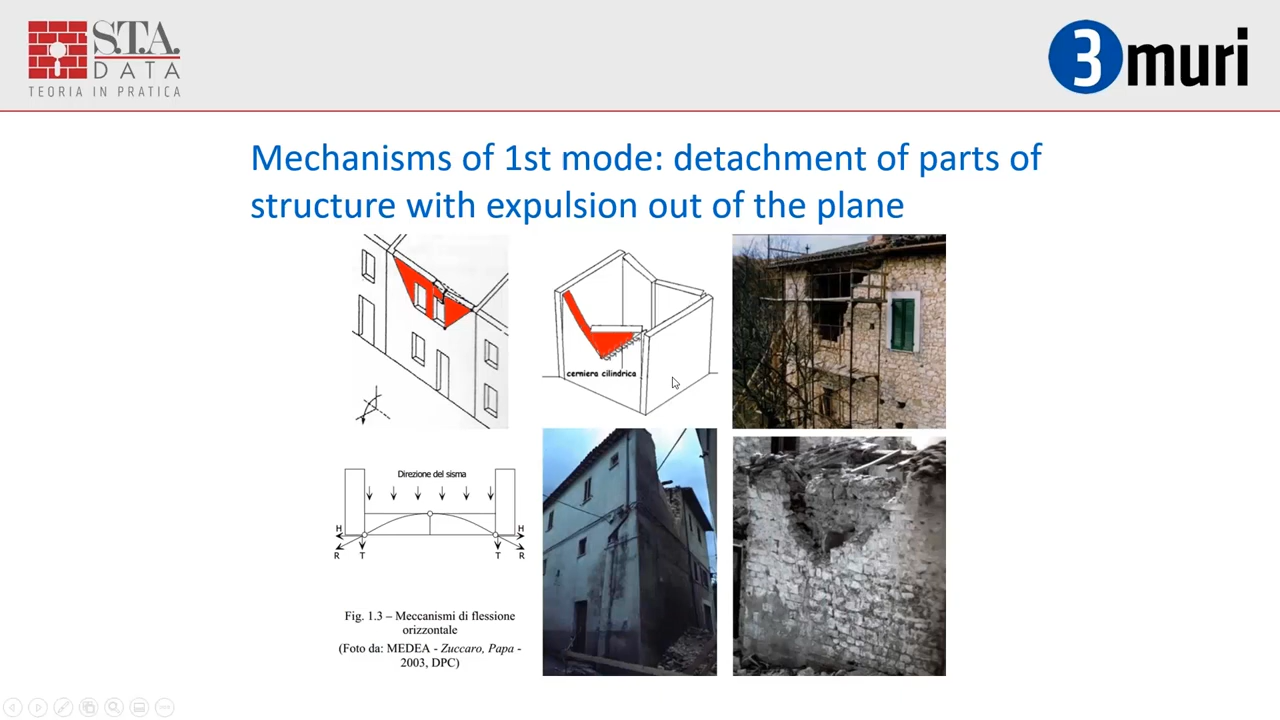 S.T.A.
DATA
TEORIA IN PRATICA
3muri
Mechanisms of 1st mode: detachment of parts of
structure with expulsion out of the plane
cerniera cilindrica
Direzione del sisma
H
H
R
T
T
R
Fig. 1.3 – Meccanismi di flessione
orizzontale
(Foto da: MEDEA - Zuccaro, Papa -
2003, DPC)